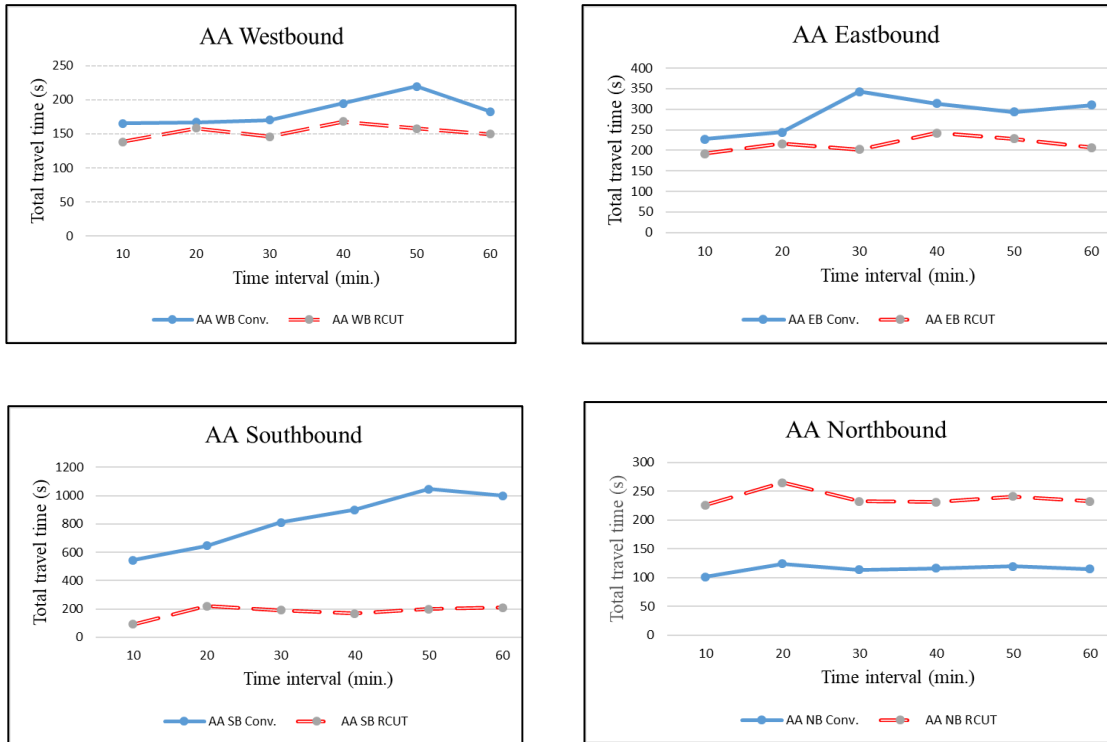 AA Westbound
250
200
150
100
50
0
Total travel time (s)
10 20 30 40 50 60
Time interval (min.)
AA WB Conv. AA WB RCUT
AA Eastbound
400
350
300
250
200
150
100
50
0
Total travel time (s)
10 20 30 40 50 60
Time interval (min.)
AA EB Conv. AA EB RCUT
AA Southbound
1200
1000
800
600
400
200
0
Total travel time (s)
10 20 30 40 50 60
Time interval (min.)
AA SB Conv. AA SB RCUT
AA Northbound
300
250
200
150
100
50
0
Total travel time (s)
10 20 30 40 50 60
Time interval (min.)
AA NB Conv. AA NB RCUT